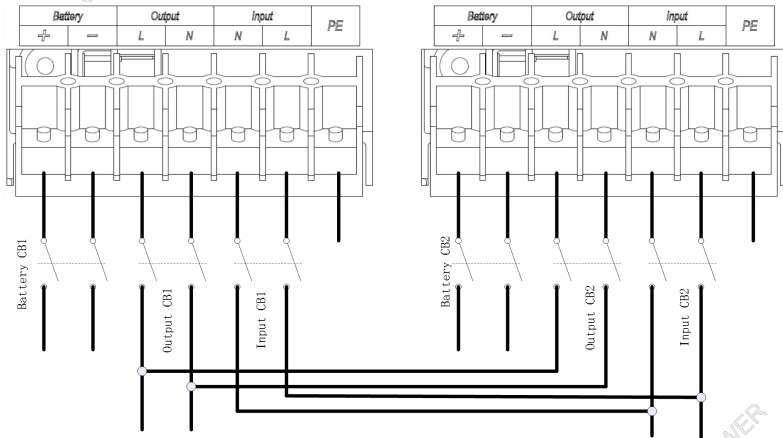 Battery Output Input PE
+ — L N N L
Battery Output Input PE
+ — L N N L
Battery CB1
Output CB1
Input CB1
Battery CB2
Output CB2
Input CB2